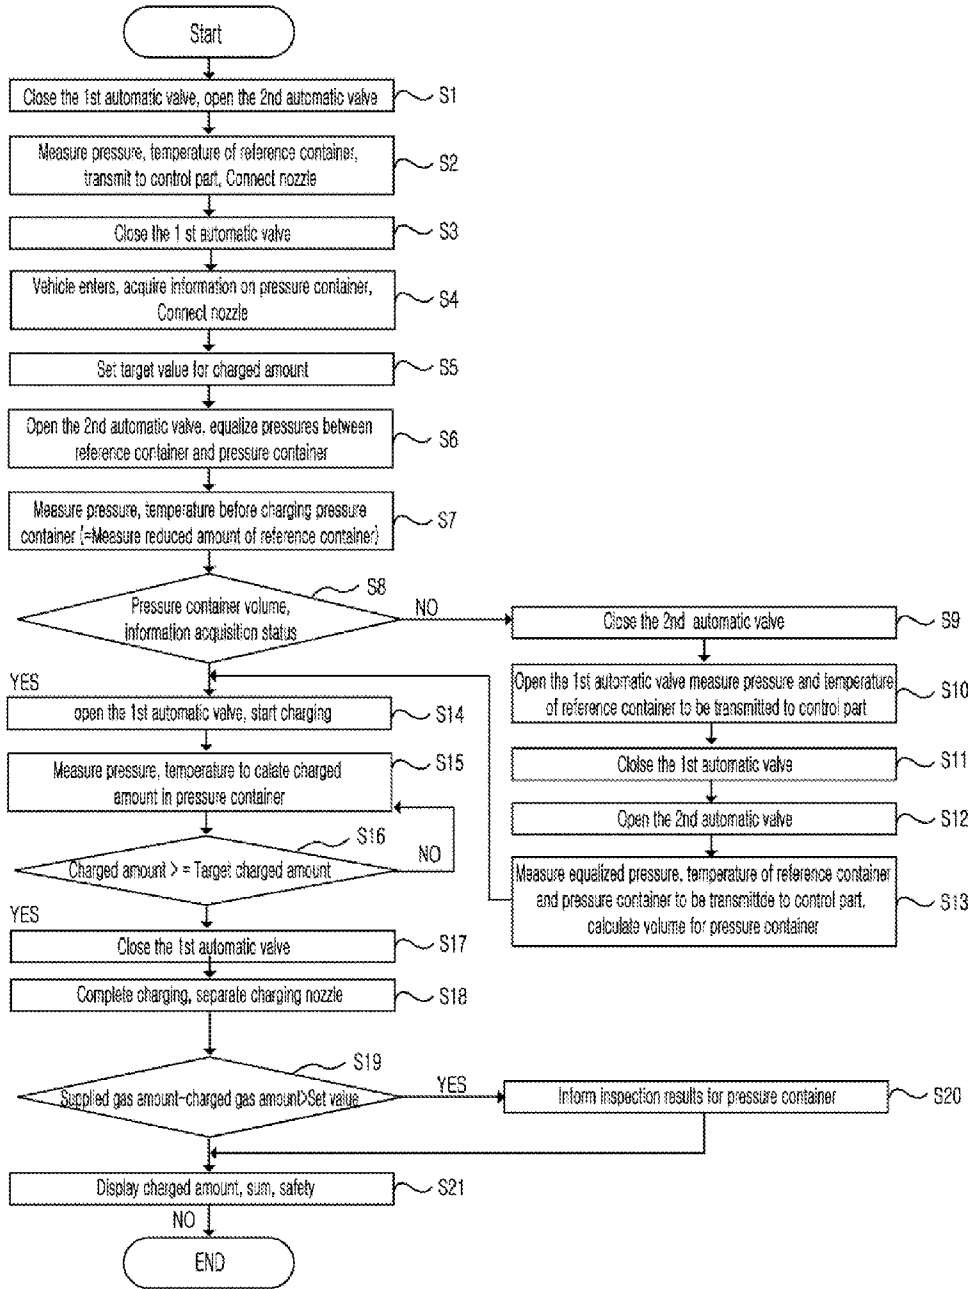 Start
Close the 1st automatic valve, open the 2nd automatic valve
S1
Measure pressure, temperature of reference container,
transmit to control part, Connect nozzle
S2
Close the 1 st automatic valve
S3
Vehicle enters, acquire information on pressure container,
Connect nozzle
S4
Set target value for charged amount
S5
Open the 2nd automatic valve, equalize pressures between
reference container and pressure container
S6
Measure pressure, temperature before charging pressure
container (=Measure reduced amount of reference container)
S7
Pressure container volume,
information acquisition status
S8
NO
YES
Close the 2nd automatic valve
S9
Open the 1st automatic valve measure pressure and temperature
of reference container to be transmitted to control part
S10
Cloise the 1st automatic valve
S11
Open the 2nd automatic valve
S12
Measure equalized pressure, temperature of reference container
and pressure container to be transmittde to control part,
calculate volume for pressure container
S13
open the 1st automatic valve, start charging
S14
Measure pressure, temperature to calate charged
amount in pressure container
S15
Charged amount > = Target charged amount
S16
NO
YES
Close the 1st automatic valve
S17
Complete charging, separate charging nozzle
S18
Supplied gas amount-charged gas amount>Set value
S19
YES
Inform inspection results for pressure container
S20
Display charged amount, sum, safety
S21
NO
END